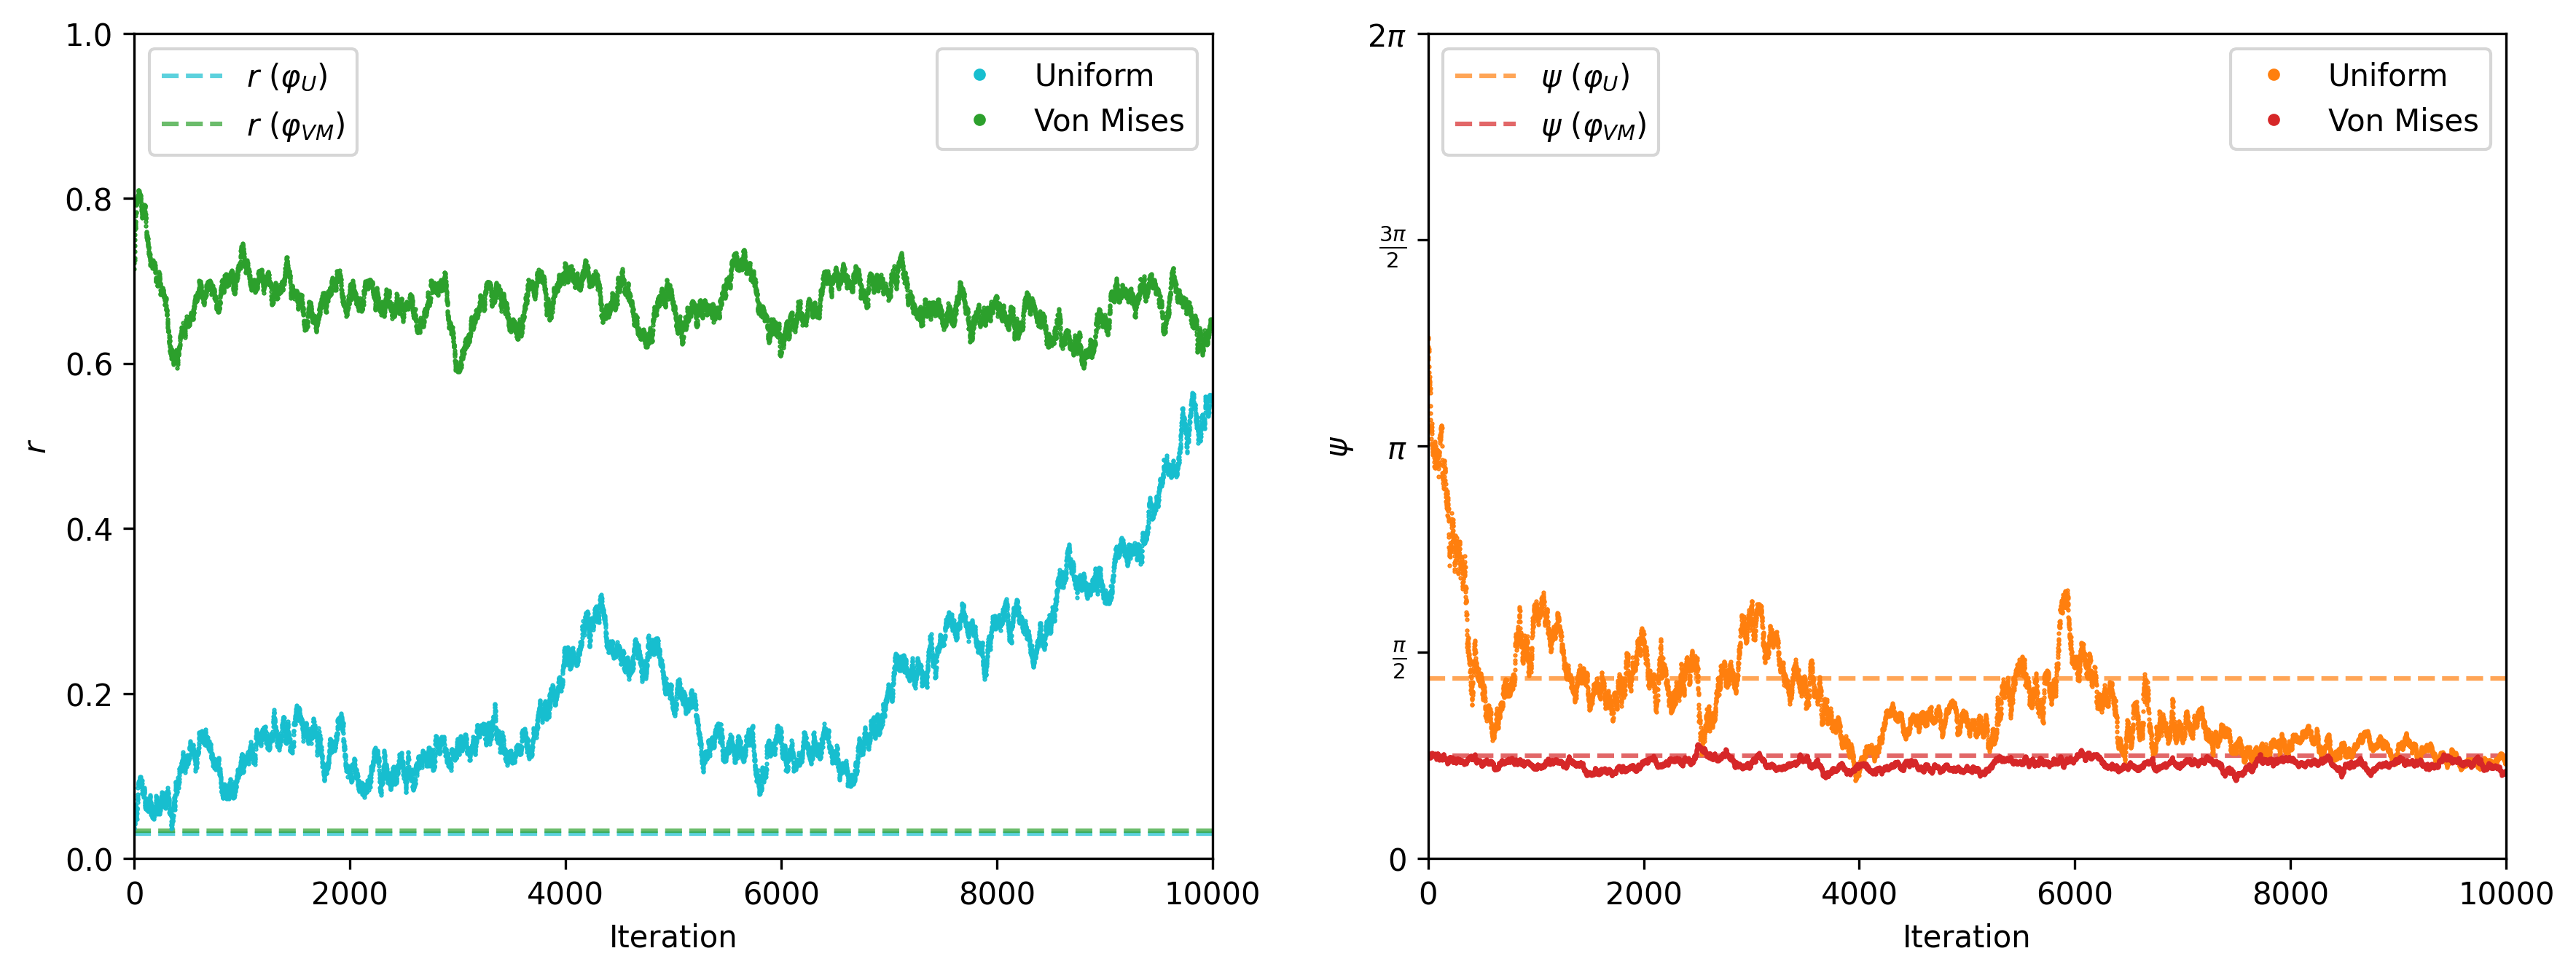 1.0
0.8
0.6
0.4
0.2
0.0
r
r (φ_U)
r (φ_VM)
Uniform
Von Mises
0 2000 4000 6000 8000 10000
Iteration
2π
3π/2
π
π/2
0
ψ
ψ (φ_U)
ψ (φ_VM)
Uniform
Von Mises
0 2000 4000 6000 8000 10000
Iteration